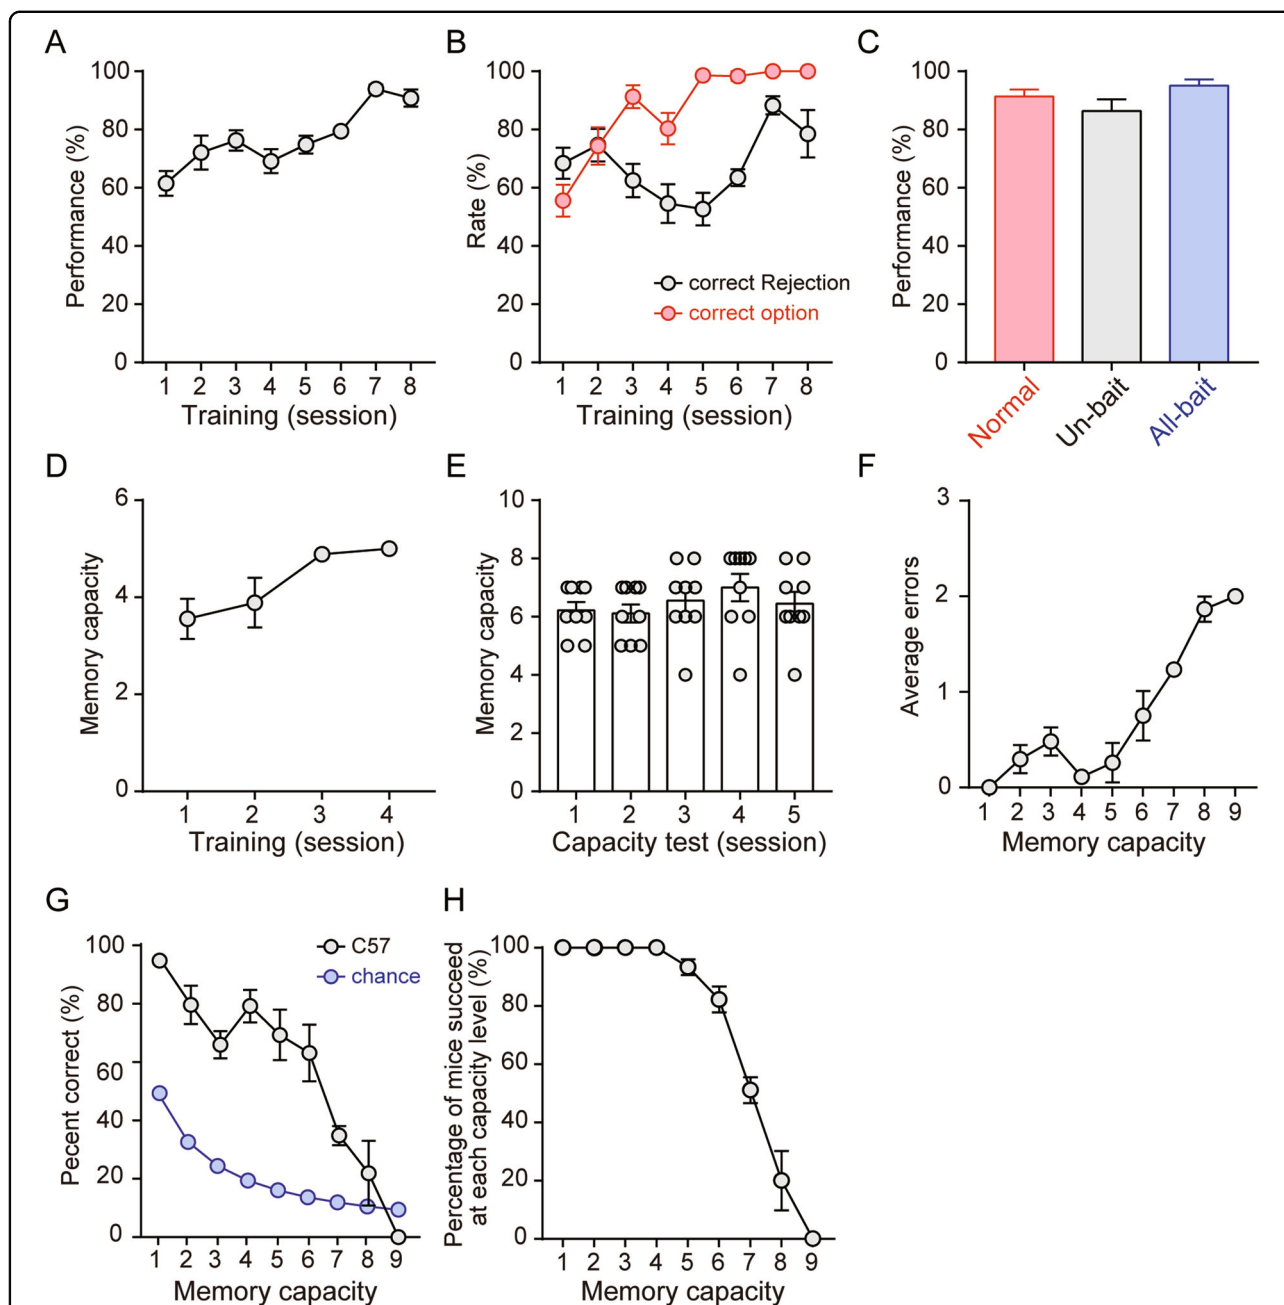 A
Performance (%)
100
80
60
40
20
0
1 2 3 4 5 6 7 8
Training (session)
B
Rate (%)
100
80
60
40
20
0
correct Rejection
correct option
1 2 3 4 5 6 7 8
Training (session)
C
Performance (%)
100
80
60
40
20
0
Normal
Un-bait
All-bait
D
Memory capacity
6
4
2
0
1 2 3 4
Training (session)
E
Memory capacity
10
8
6
4
2
0
1 2 3 4 5
Capacity test (session)
F
Average errors
3
2
1
0
1 2 3 4 5 6 7 8 9
Memory capacity
G
Pecent correct (%)
100
80
60
40
20
0
C57
chance
1 2 3 4 5 6 7 8 9
Memory capacity
H
Percentage of mice succeed
at each capacity level (%)
100
80
60
40
20
0
1 2 3 4 5 6 7 8 9
Memory capacity